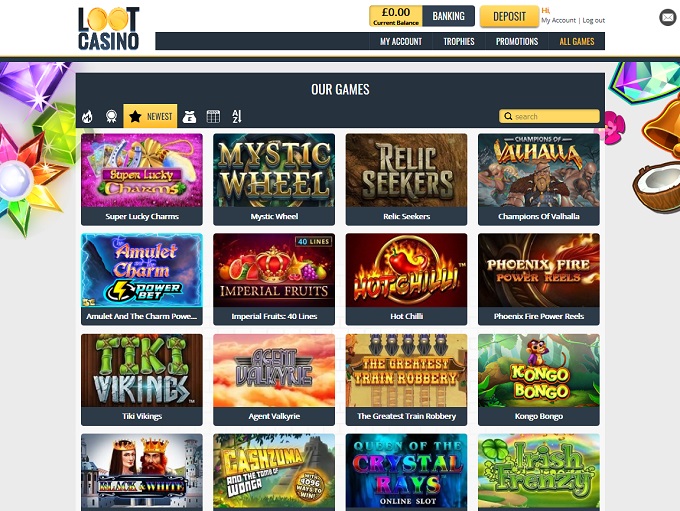 LOOT
CASINO
£0.00
Current Balance
BANKING
DEPOSIT
Hi,
My Account | Log out
MY ACCOUNT
TROPHIES
PROMOTIONS
ALL GAMES
OUR GAMES
NEWEST
A
Z
search
Super Lucky
Charms
MYSTIC
WHEEL
RELIC
SEEKERS
CHAMPIONS OF
VALHALLA
Super Lucky Charms
Mystic Wheel
Relic Seekers
Champions Of Valhalla
The Amulet
and the
Charm
POWER
BET
40 LINES
IMPERIAL FRUITS
HOT CHILLI
PHOENIX FIRE
POWER REELS
Amulet And The Charm Powe...
Imperial Fruits: 40 Lines
Hot Chilli
Phoenix Fire Power Reels
TIKI
VIKINGS
AGENT
VALKYRIE
THE GREATEST
TRAIN ROBBERY
KONGO
BONGO
Tiki Vikings
Agent Valkyrie
The Greatest Train Robbery
Kongo Bongo
BLACK & WHITE
CASHZUMA
AND THE TOMB OF
WONGA
WITH
4096
WAYS TO
WIN!
QUEEN OF THE
CRYSTAL
RAYS
ONLINE SLOT
Irish
Frenzy